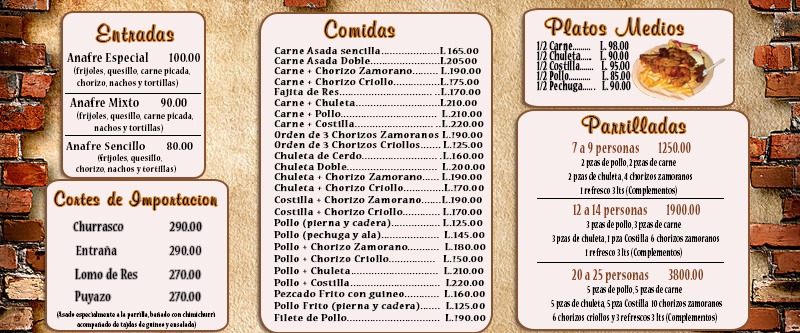 Entradas
Anafre Especial 100.00
(frijoles, quesillo, carne picada,
chorizo, nachos y tortillas)
Anafre Mixto 90.00
(frijoles, quesillo, carne picada,
nachos y tortillas)
Anafre Sencillo 80.00
(frijoles, quesillo,
chorizo, nachos y tortillas)
Cortes de Importacion
Churrasco 290.00
Entraña 290.00
Lomo de Res 270.00
Puyazo 270.00
(Asado especialmente a la parrilla, bañado con chimichurri
acompañado de tajadas de guineo y ensalada)
Comidas
Carne Asada sencilla....................L.165.00
Carne Asada Doble........................L.20500
Carne + Chorizo Zamorano......... L.190.00
Carne + Chorizo Criollo................L.175.00
Fajita de Res................................. L.170.00
Carne + Chuleta.............................L.210.00
Carne + Pollo..................................L.210.00
Carne + Costilla..............................L.220.00
Orden de 3 Chorizos Zamoranos L.190.00
Orden de 3 Chorizos Criollos....... L.125.00
Chuleta de Cerdo...........................L.160.00
Chuleta Doble............................... L.200.00
Chuleta + Chorizo Zamorano...... L.190.00
Chuleta + Chorizo Criollo..............L.170.00
Costilla + Chorizo Zamorano.......L.190.00
Costilla + Chorizo Criollo.............L.170.00
Pollo (pierna y cadera)..................L.125.00
Pollo (pechuga y ala)..................... L.145.00
Pollo + Chorizo Zamorano............ L.180.00
Pollo + Chorizo Criollo................ L.150.00
Pollo + Chuleta............................. L.210.00
Pollo + Costilla............................. L220.00
Pezcado Frito con guineo............. L.160.00
Pollo Frito (pierna y cadera)........ L.125.00
Filete de Pollo............................... L.190.00
Platos Medios
1/2 Carne......... L. 98.00
1/2 Chuleta...... L. 90.00
1/2 Costilla...... L. 95.00
1/2 Pollo........... L. 85.00
1/2 Pechuga...... L. 90.00
Parrilladas
7 a 9 personas 1250.00
2 pzas de pollo, 2 pzas de carne
2 pzas de chuleta, 4 chorizos zamoranos
1 refresco 3 lts (Complementos)
12 a 14 personas 1900.00
3 pzas de pollo, 3 pzas de carne
3 pzas de chuleta, 1 pza Costilla 6 chorizos zamoranos
1 refresco 3 lts (Complementos)
20 a 25 personas 3800.00
5 pzas de pollo, 5 pzas de carne
5 pzas de chuleta, 5 pza Costilla 10 chorizos zamoranos
6 chorizos criollos y 3 refrescos 3 lts (Complementos)